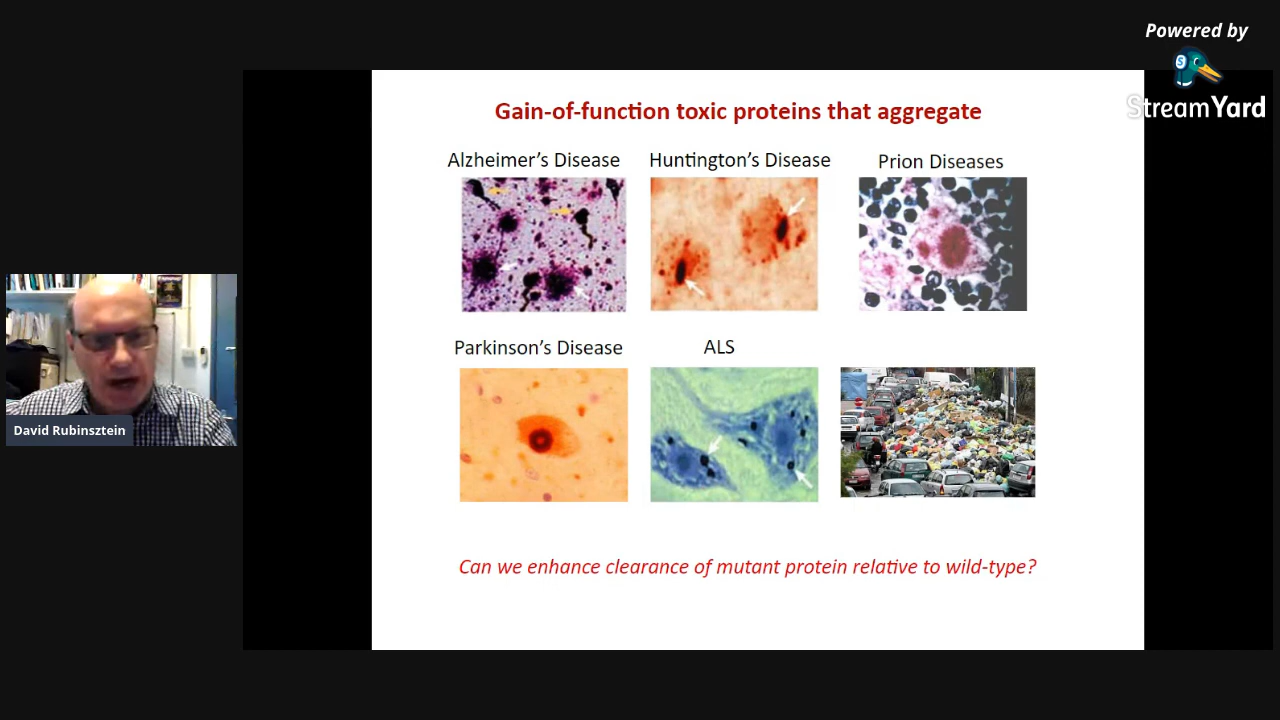 Powered by
StreamYard
Gain-of-function toxic proteins that aggregate
Alzheimer’s Disease
Huntington’s Disease
Prion Diseases
Parkinson’s Disease
ALS
David Rubinsztein
Can we enhance clearance of mutant protein relative to wild-type?